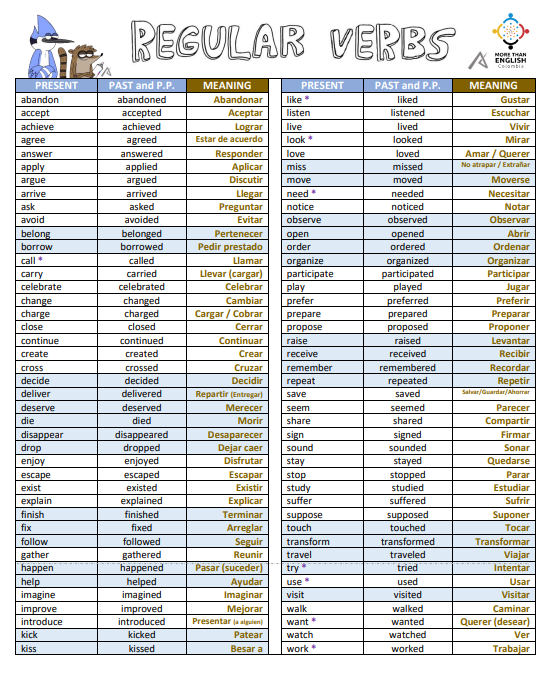 REGULAR VERBS
MORE THAN
ENGLISH
Colombia
PRESENT PAST and P.P. MEANING
abandon abandoned Abandonar
accept accepted Aceptar
achieve achieved Lograr
agree agreed Estar de acuerdo
answer answered Responder
apply applied Aplicar
argue argued Discutir
arrive arrived Llegar
ask asked Preguntar
avoid avoided Evitar
belong belonged Pertenecer
borrow borrowed Pedir prestado
call * called Llamar
carry carried Llevar (cargar)
celebrate celebrated Celebrar
change changed Cambiar
charge charged Cargar / Cobrar
close closed Cerrar
continue continued Continuar
create created Crear
cross crossed Cruzar
decide decided Decidir
deliver delivered Repartir (Entregar)
deserve deserved Merecer
die died Morir
disappear disappeared Desaparecer
drop dropped Dejar caer
enjoy enjoyed Disfrutar
escape escaped Escapar
exist existed Existir
explain explained Explicar
finish finished Terminar
fix fixed Arreglar
follow followed Seguir
gather gathered Reunir
happen happened Pasar (suceder)
help helped Ayudar
imagine imagined Imaginar
improve improved Mejorar
introduce introduced Presentar (a alguien)
kick kicked Patear
kiss kissed Besar a
PRESENT PAST and P.P. MEANING
like * liked Gustar
listen listened Escuchar
live lived Vivir
look * looked Mirar
love loved Amar / Querer
miss missed No atrapar / Extrañar
move moved Moverse
need * needed Necesitar
notice noticed Notar
observe observed Observar
open opened Abrir
order ordered Ordenar
organize organized Organizar
participate participated Participar
play played Jugar
prefer preferred Preferir
prepare prepared Preparar
propose proposed Proponer
raise raised Levantar
receive received Recibir
remember remembered Recordar
repeat repeated Repetir
save saved Salvar/Guardar/Ahorrar
seem seemed Parecer
share shared Compartir
sign signed Firmar
sound sounded Sonar
stay stayed Quedarse
stop stopped Parar
study studied Estudiar
suffer suffered Sufrir
suppose supposed Suponer
touch touched Tocar
transform transformed Transformar
travel traveled Viajar
try * tried Intentar
use * used Usar
visit visited Visitar
walk walked Caminar
want * wanted Querer (desear)
watch watched Ver
work * worked Trabajar